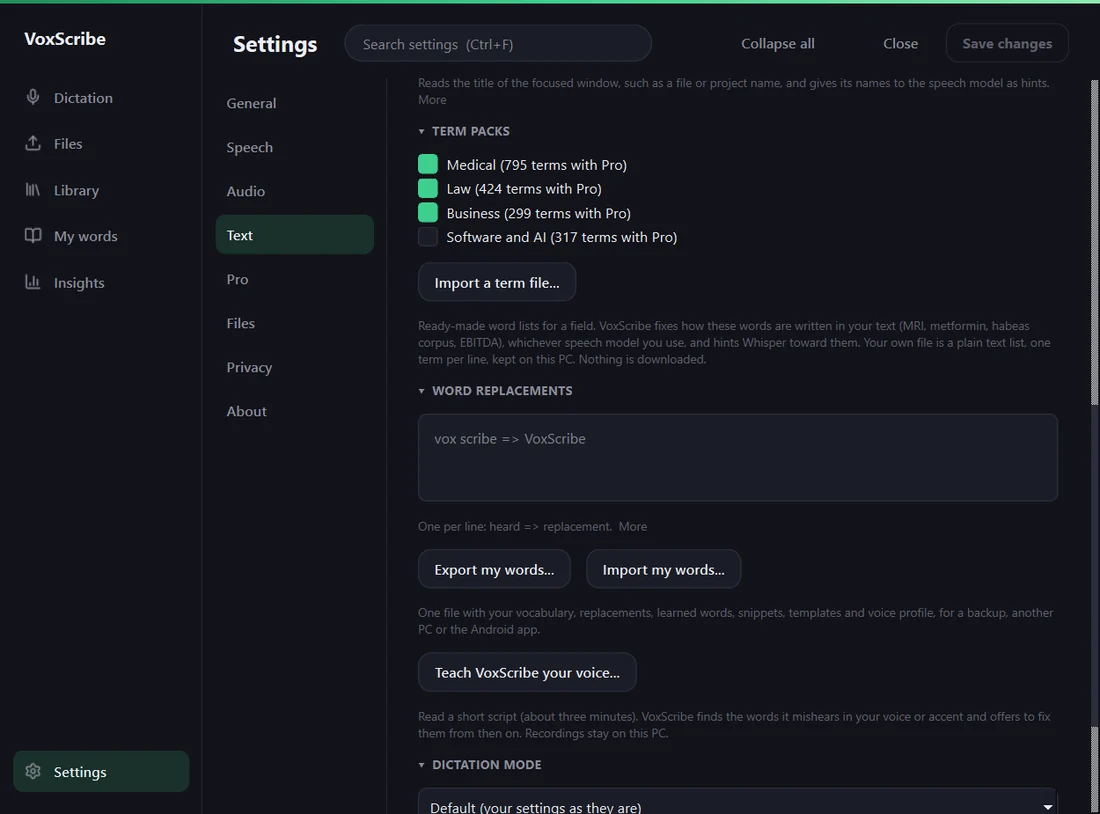 VoxScribe
Dictation
Files
Library
My words
Insights
Settings
Settings
Search settings (Ctrl+F)
Collapse all
Close
Save changes
General
Speech
Audio
Text
Pro
Files
Privacy
About
Reads the title of the focused window, such as a file or project name, and gives its names to the speech model as hints.
More
TERM PACKS
Medical (795 terms with Pro)
Law (424 terms with Pro)
Business (299 terms with Pro)
Software and AI (317 terms with Pro)
Import a term file...
Ready-made word lists for a field. VoxScribe fixes how these words are written in your text (MRI, metformin, habeas
corpus, EBITDA), whichever speech model you use, and hints Whisper toward them. Your own file is a plain text list, one
term per line, kept on this PC. Nothing is downloaded.
WORD REPLACEMENTS
vox scribe => VoxScribe
One per line: heard => replacement. More
Export my words...
Import my words...
One file with your vocabulary, replacements, learned words, snippets, templates and voice profile, for a backup, another
PC or the Android app.
Teach VoxScribe your voice...
Read a short script (about three minutes). VoxScribe finds the words it mishears in your voice or accent and offers to fix
them from then on. Recordings stay on this PC.
DICTATION MODE
Default (your settings as they are)